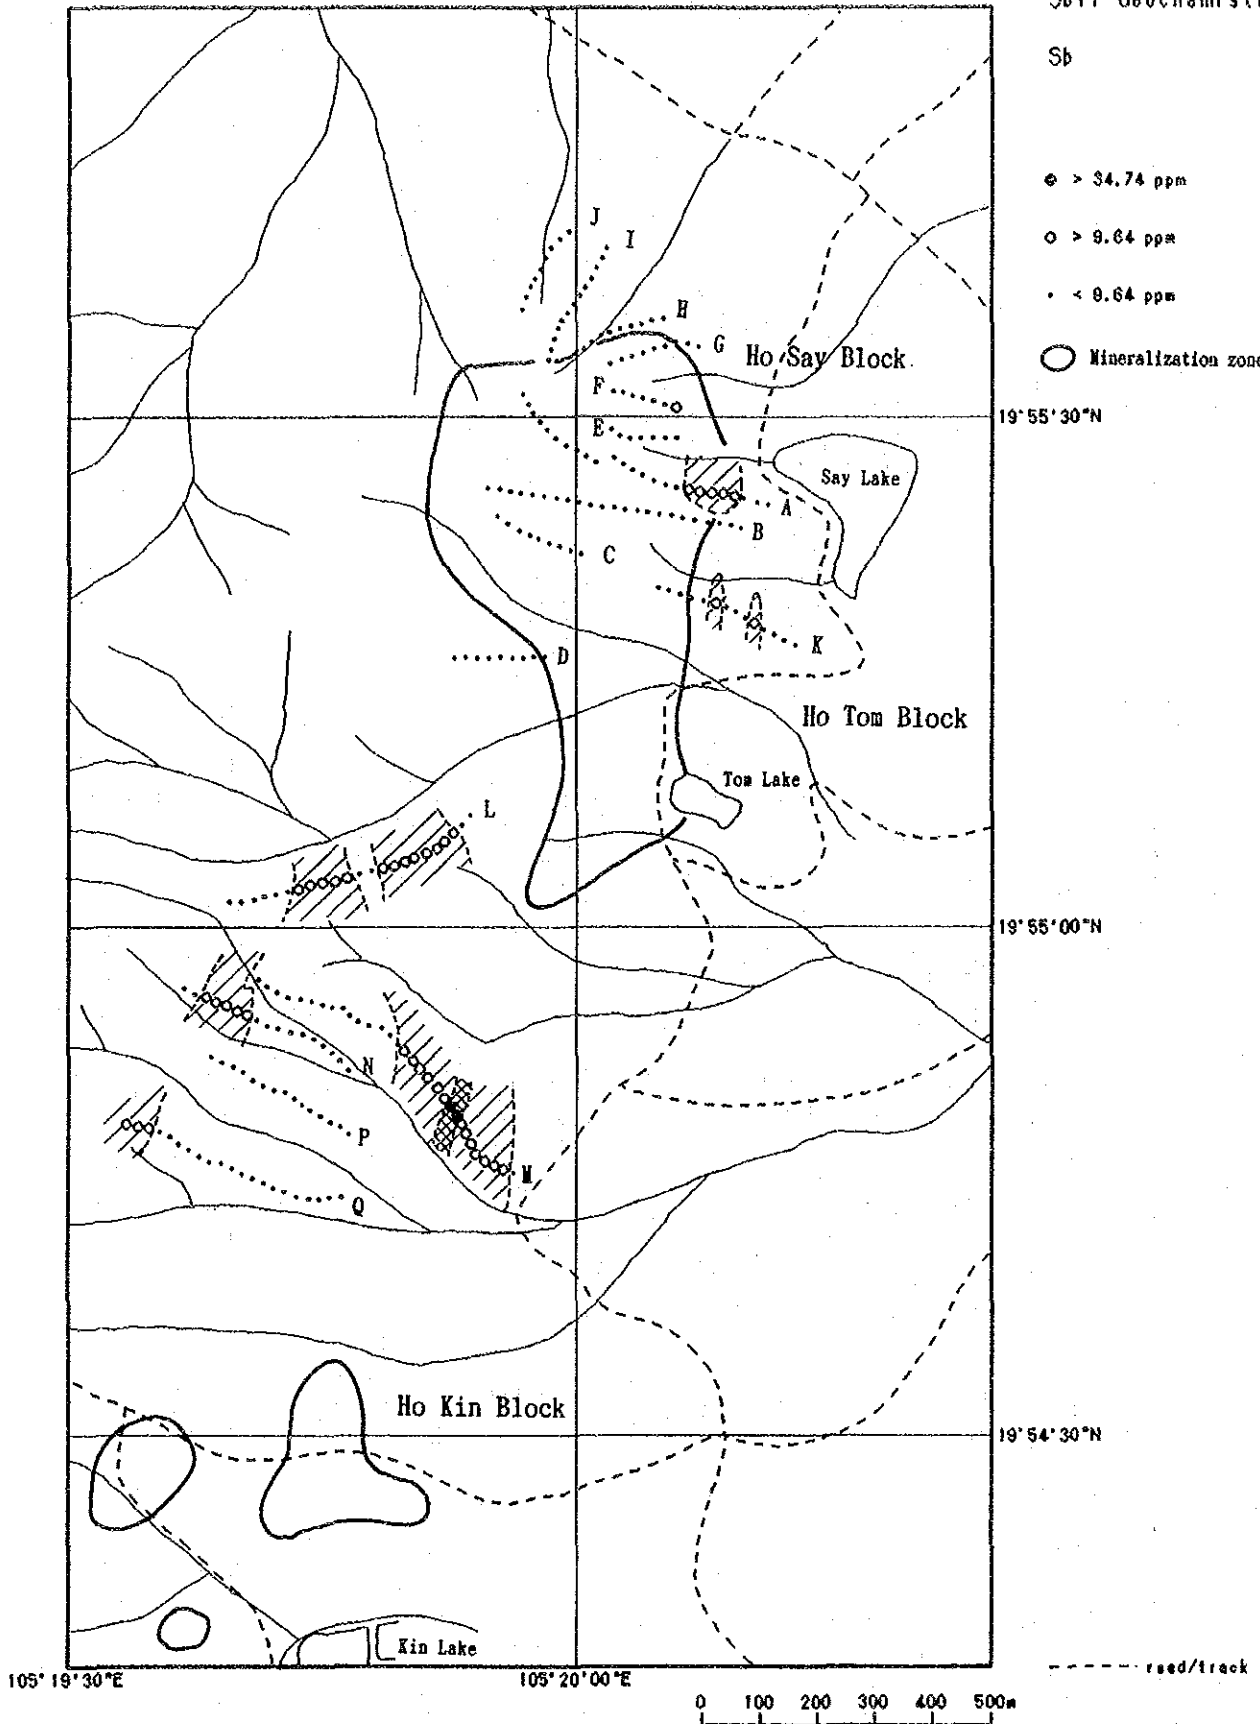 Sb
> 34.74 ppm
> 9.64 ppm
< 9.64 ppm
Mineralization zone
J
I
H
G
Ho Say Block
F
19°55'30"N
E
Say Lake
A
B
C
K
D
Ho Tom Block
Tom Lake
L
19°55'00"N
N
P
M
Q
Ho Kin Block
19°54'30"N
Kin Lake
105°19'30"E
105°20'00"E
road/track
0 100 200 300 400 500m